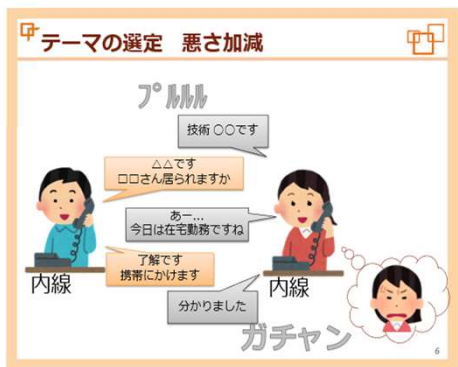 テーマの選定 悪さ加減
プルルル
技術 〇〇です
△△です
□□さん居られますか
あー…
今日は在宅勤務ですね
了解です
携帯にかけます
分かりました
内線
内線
ガチャン
6